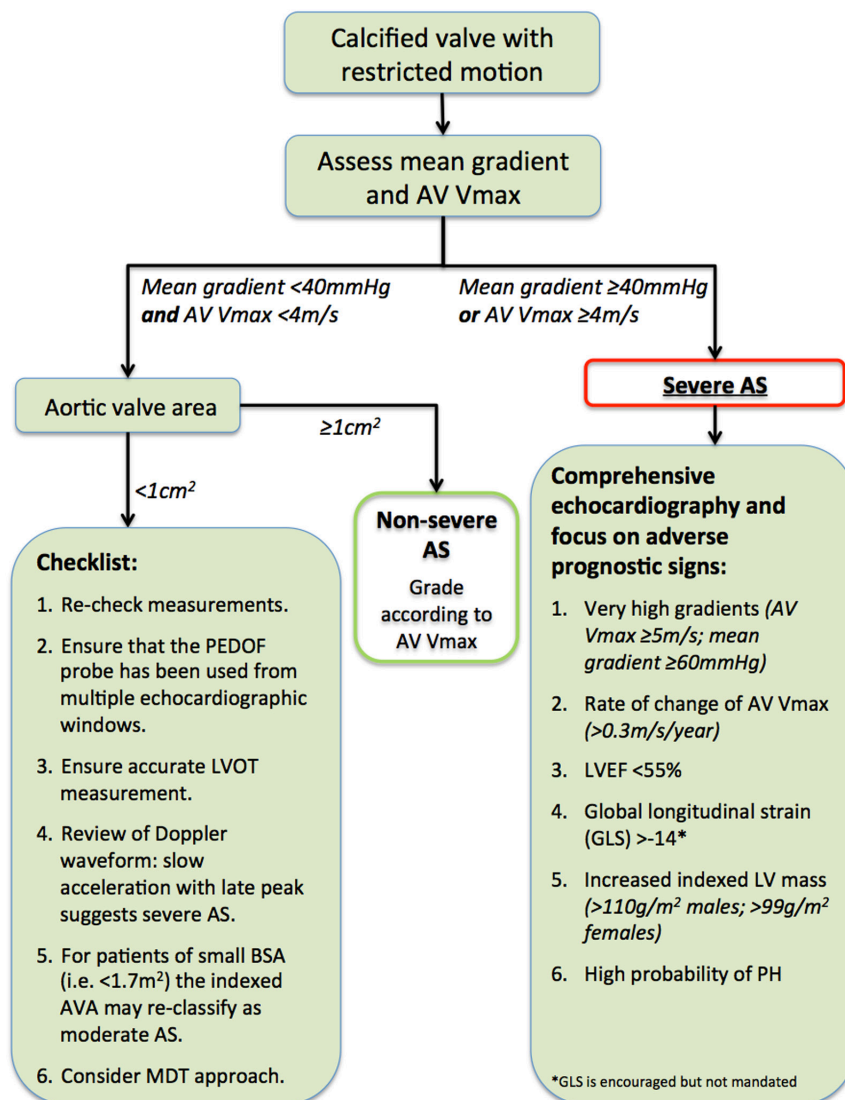 Calcified valve with
restricted motion
Assess mean gradient
and AV Vmax
Mean gradient <40mmHg
and AV Vmax <4m/s
Mean gradient ≥40mmHg
or AV Vmax ≥4m/s
Aortic valve area
≥1cm²
<1cm²
Severe AS
Non-severe
AS
Grade
according to
AV Vmax
Checklist:
1. Re-check measurements.
2. Ensure that the PEDOF
probe has been used from
multiple echocardiographic
windows.
3. Ensure accurate LVOT
measurement.
4. Review of Doppler
waveform: slow
acceleration with late peak
suggests severe AS.
5. For patients of small BSA
(i.e. <1.7m²) the indexed
AVA may re-classify as
moderate AS.
6. Consider MDT approach.
Comprehensive
echocardiography and
focus on adverse
prognostic signs:
1. Very high gradients (AV
Vmax ≥5m/s; mean
gradient ≥60mmHg)
2. Rate of change of AV Vmax
(>0.3m/s/year)
3. LVEF <55%
4. Global longitudinal strain
(GLS) >-14*
5. Increased indexed LV mass
(>110g/m² males; >99g/m²
females)
6. High probability of PH
*GLS is encouraged but not mandated